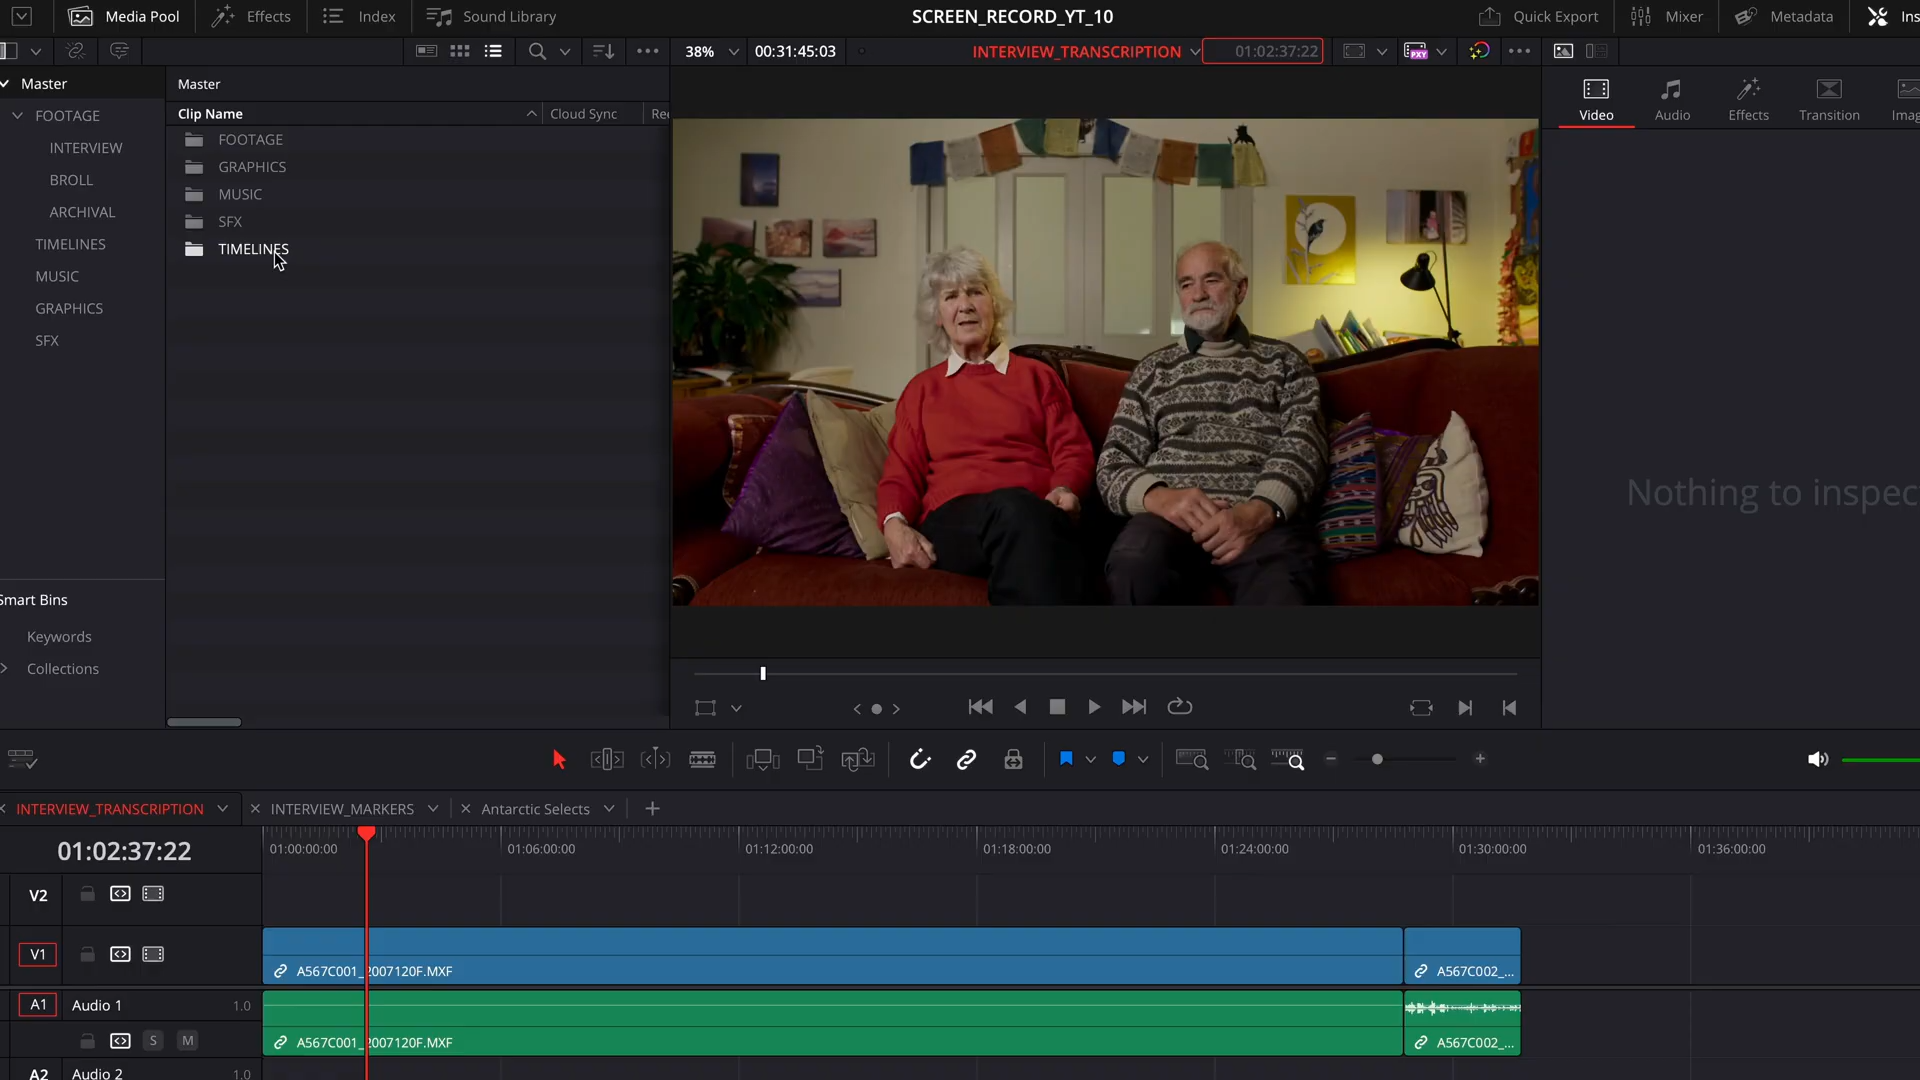 Media Pool
Effects
Index
Sound Library
SCREEN_RECORD_YT_10
Quick Export
Mixer
Metadata
Ins
38%
00:31:45:03
INTERVIEW_TRANSCRIPTION
01:02:37:22
PXY
Master
FOOTAGE
INTERVIEW
BROLL
ARCHIVAL
TIMELINES
MUSIC
GRAPHICS
SFX
Master
Clip Name
Cloud Sync
Ree
FOOTAGE
GRAPHICS
MUSIC
SFX
TIMELINES
Video
Audio
Effects
Transition
Imag
Nothing to inspec
Smart Bins
Keywords
Collections
INTERVIEW_TRANSCRIPTION
INTERVIEW_MARKERS
Antarctic Selects
01:02:37:22
01:00:00:00
01:06:00:00
01:12:00:00
01:18:00:00
01:24:00:00
01:30:00:00
01:36:00:00
V2
V1
A567C001_2007120F.MXF
A567C002_...
A1
Audio 1
1.0
S
M
A567C001_2007120F.MXF
A567C002_...
A2
Audio 2
1.0